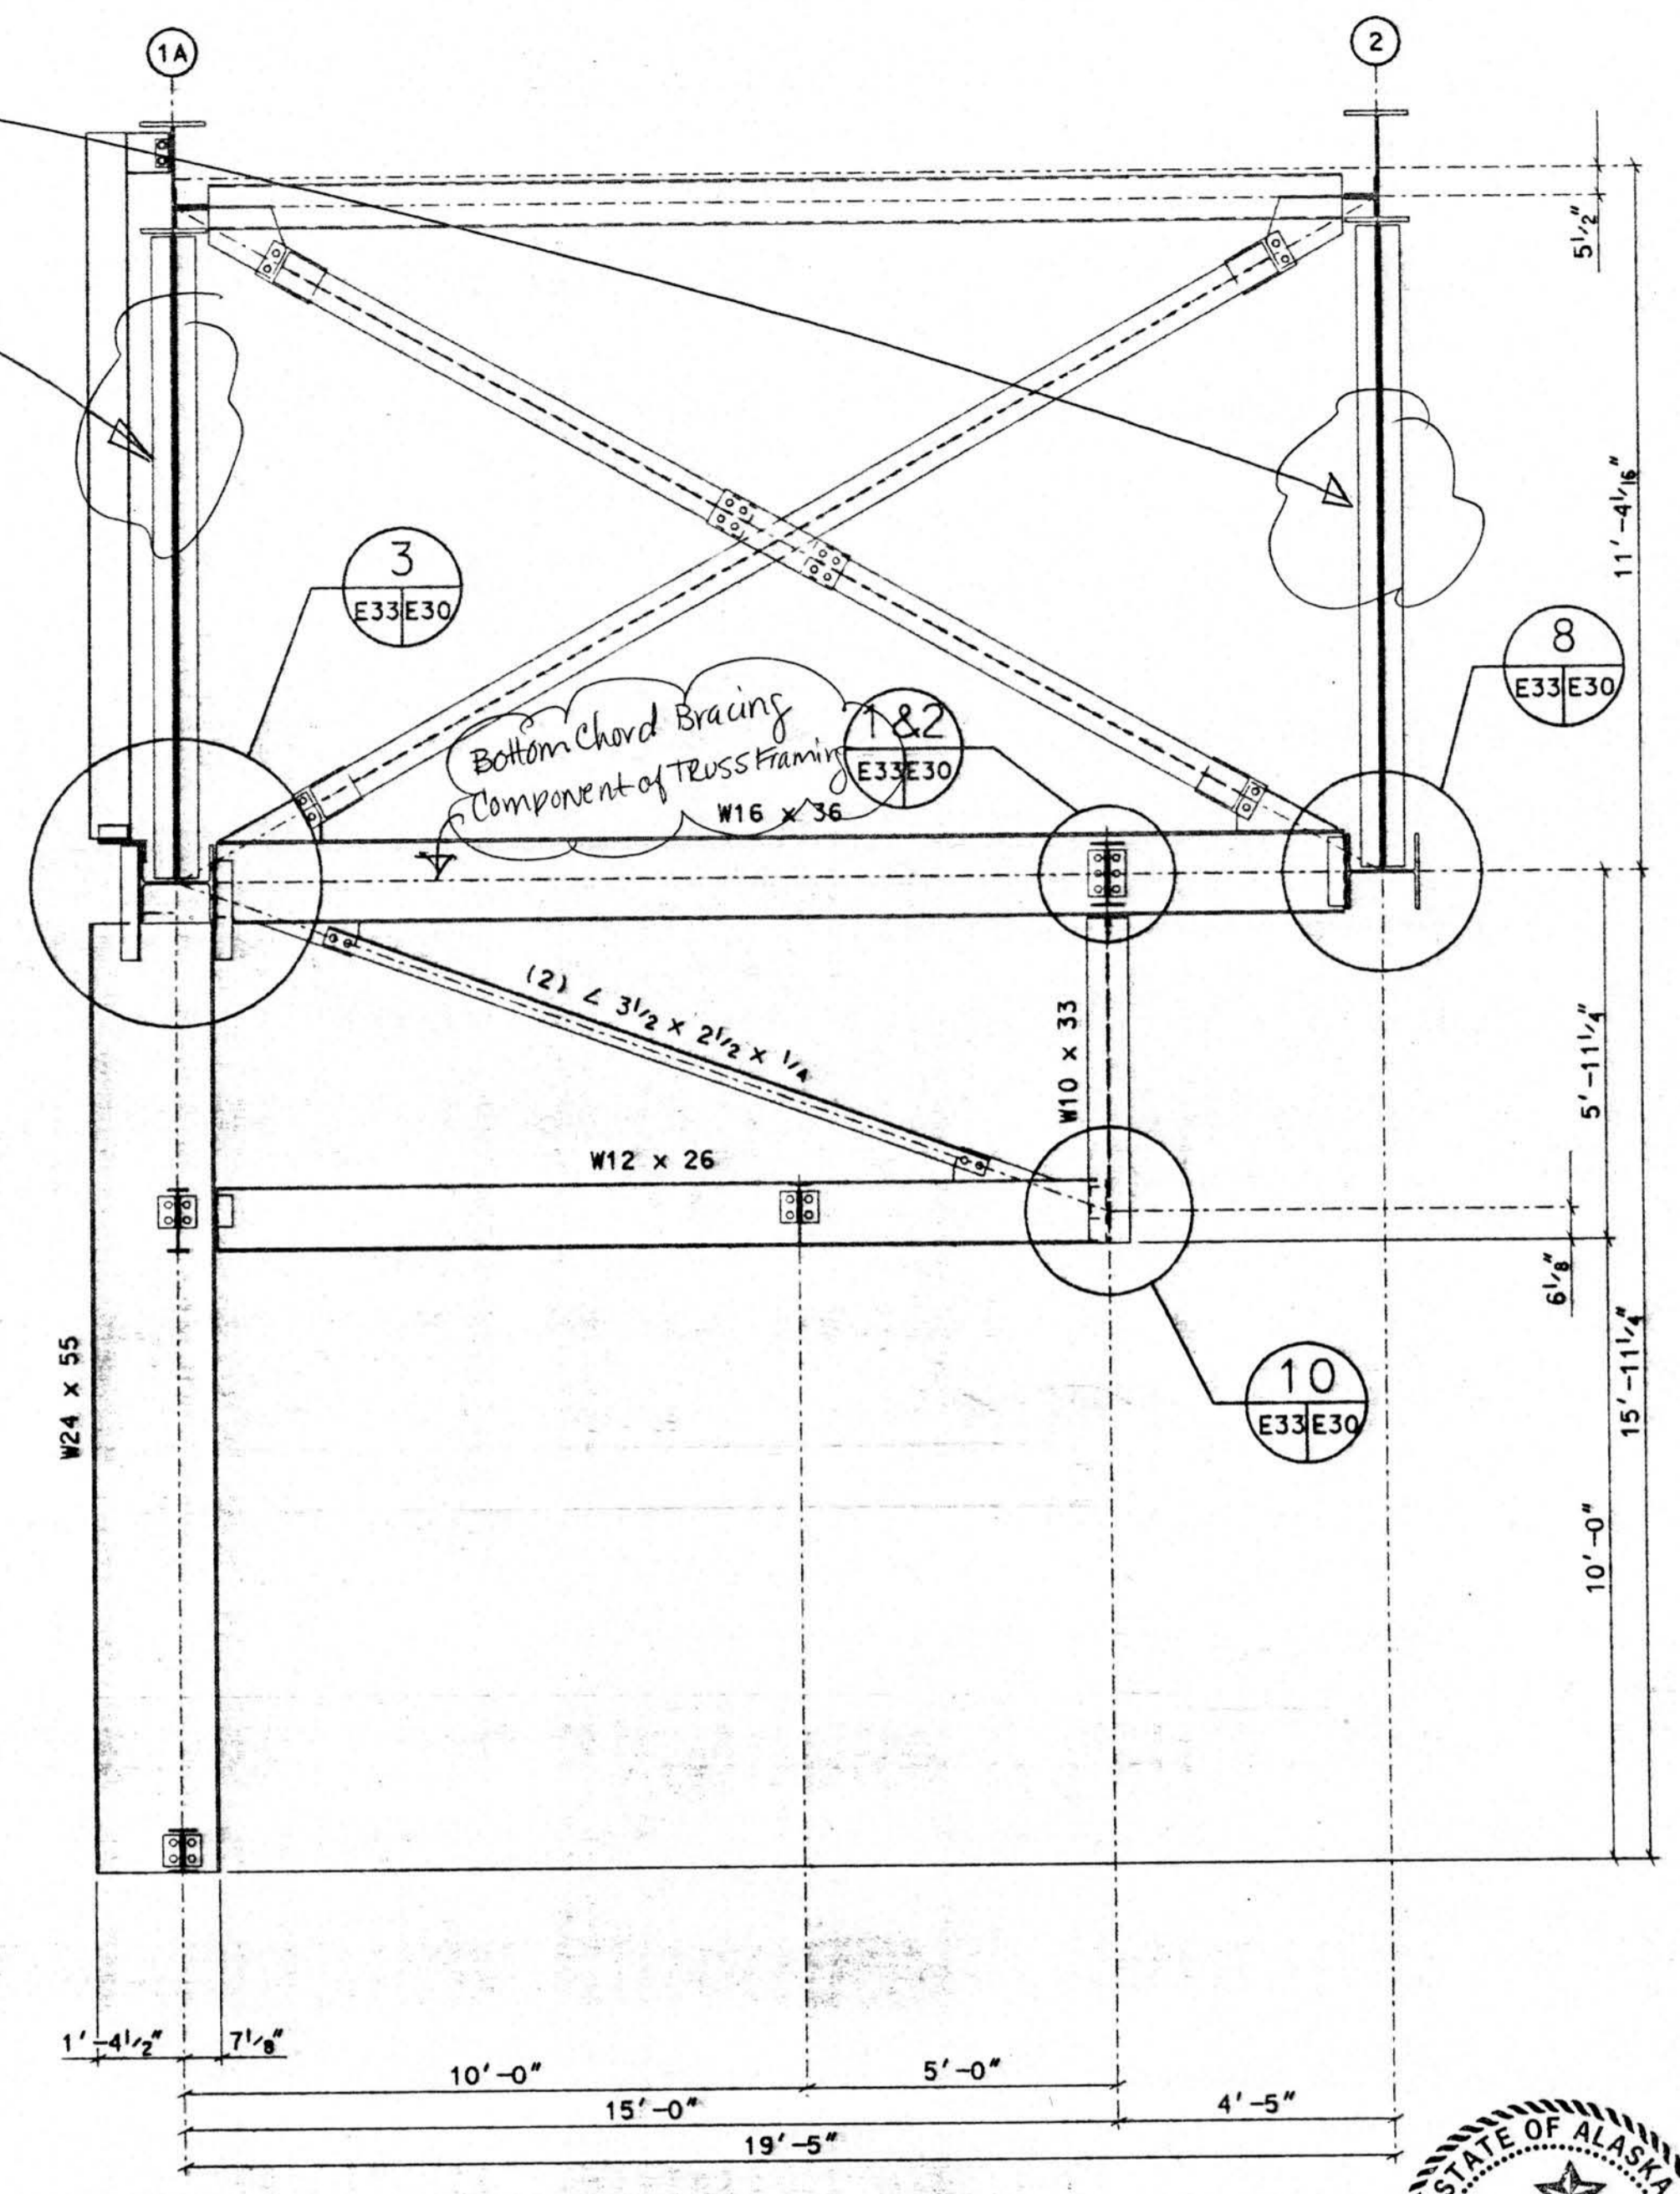 1A
2
5 1/2"
11'-4 1/16"
3
E33 E30
8
E33 E30
Bottom Chord Bracing
Component of TRUSS Framing
1&2
E33 E30
W16 x 36
(2) ∠ 3 1/2 x 2 1/2 x 1/4
W10 x 33
5'-11 1/4"
W12 x 26
6 1/8"
W24 x 55
10
E33 E30
15'-11 1/4"
10'-0"
1'-4 1/2"
7 1/8"
10'-0"
5'-0"
15'-0"
4'-5"
19'-5"
STATE OF ALASKA